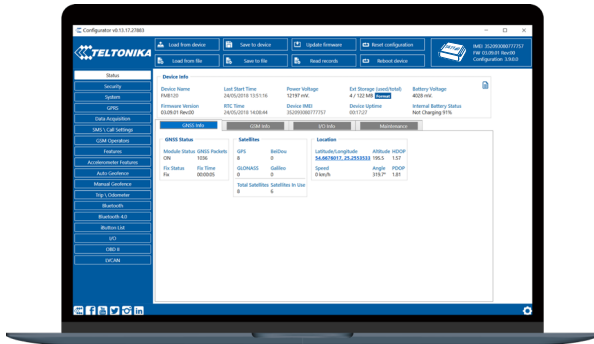 Configurator v0.13.17.27883
TELTONIKA
Load from device
Save to device
Update firmware
Reset configuration
Load from file
Save to file
Read records
Reboot device
IMEI 352093080777757
FW 03.09.01 Rev:00
Configuration 3.9.0.0
Status
Security
System
GPRS
Data Acquisition
SMS \ Call Settings
GSM Operators
Features
Accelerometer Features
Auto Geofence
Manual Geofence
Trip \ Odometer
Bluetooth
Bluetooth 4.0
iButton List
I/O
OBD II
LVCAN
Device Info
Device Name
Last Start Time
Power Voltage
Ext Storage (used/total)
Battery Voltage
FMB120
24/05/2018 13:51:16
12197 mV.
4 / 122 MB Format
4028 mV.
Firmware Version
RTC Time
Device IMEI
Device Uptime
Internal Battery Status
03.09.01 Rev:00
24/05/2018 14:08:44
352093080777757
00:17:27
Not Charging 91%
GNSS Info
GSM Info
I/O Info
Maintenance
GNSS Status
Module Status GNSS Packets
ON 1036
Fix Status Fix Time
Fix 00:00:05
Satellites
GPS BeiDou
8 0
GLONASS Galileo
0 0
Total Satellites Satellites in Use
8 6
Location
Latitude/Longitude Altitude HDOP
54.6676017, 25.2553533 195.5 1.57
Speed Angle PDOP
0 km/h 319.7° 1.81